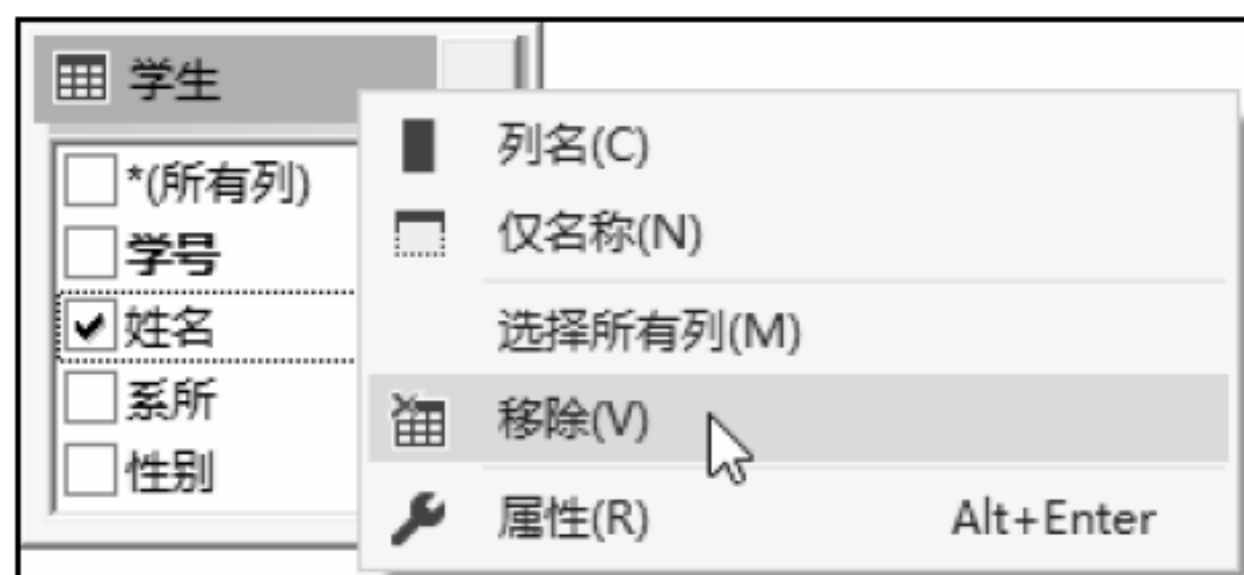 学生
*(所有列)
学号
姓名
系所
性别
列名(C)
仅名称(N)
选择所有列(M)
移除(V)
属性(R) Alt+Enter